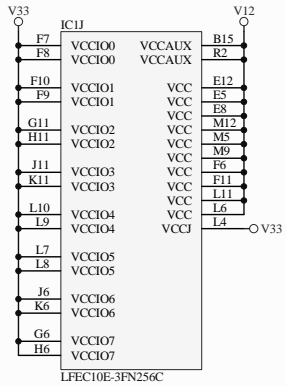 V33 V12
IC1J
F7 VCCIO0 VCCAUX B15
F8 VCCIO0 VCCAUX R2
F10 VCCIO1 VCC E12
F9 VCCIO1 VCC E5
VCC E8
G11 VCCIO2 VCC M12
H11 VCCIO2 VCC M5
VCC M9
J11 VCCIO3 VCC F6
K11 VCCIO3 VCC F11
VCC L11
L10 VCCIO4 VCC L6
L9 VCCIO4 VCCJ L4 V33
L7 VCCIO5
L8 VCCIO5
J6 VCCIO6
K6 VCCIO6
G6 VCCIO7
H6 VCCIO7
LFEC10E-3FN256C